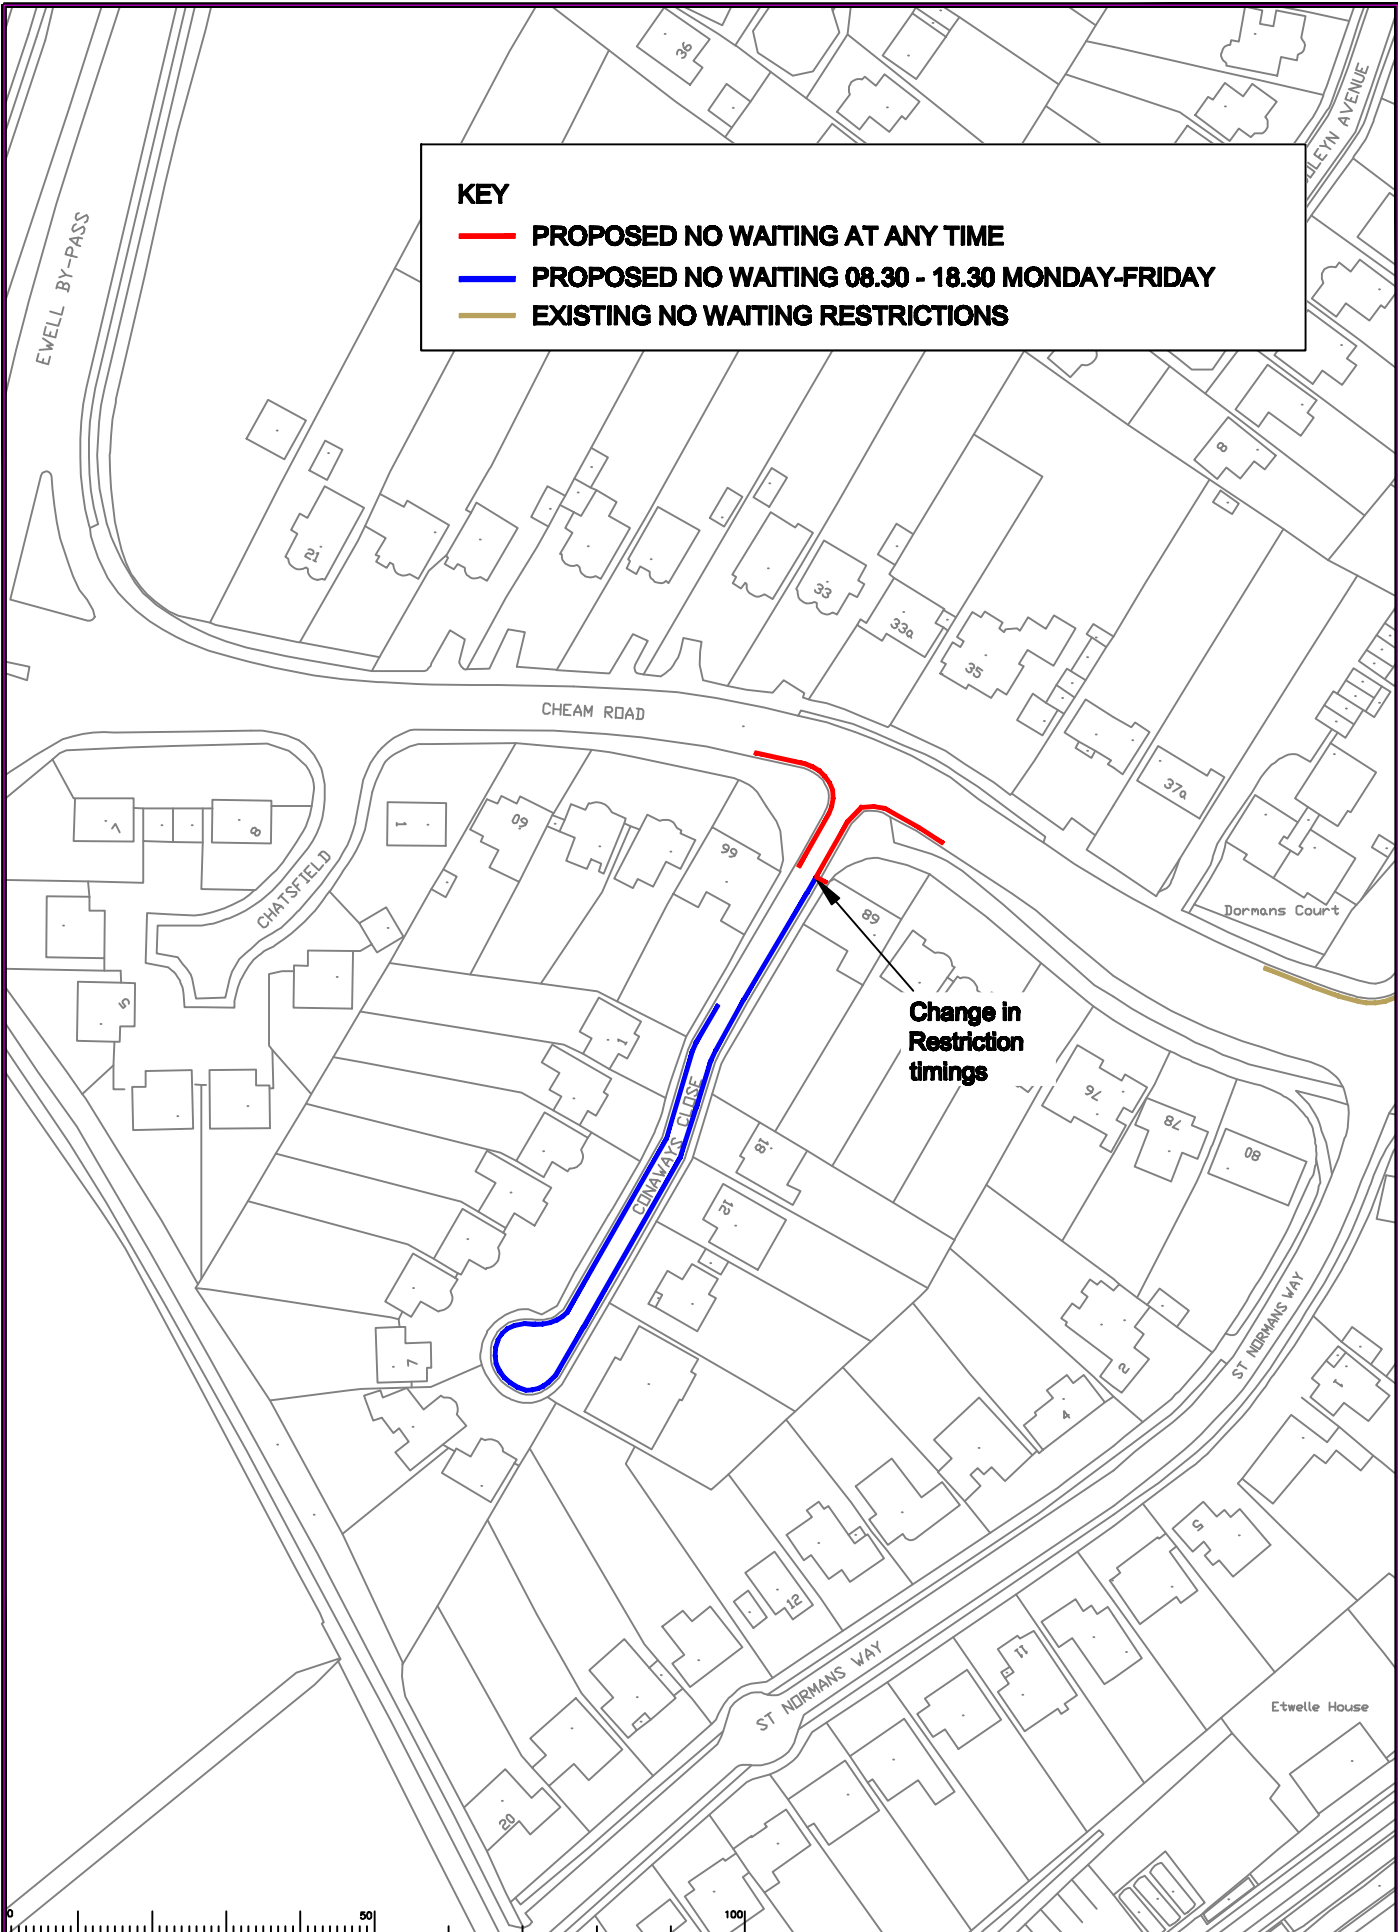 36
OLEYN AVENUE
KEY
PROPOSED NO WAITING AT ANY TIME
PROPOSED NO WAITING 08.30 - 18.30 MONDAY-FRIDAY
EXISTING NO WAITING RESTRICTIONS
EWELL BY-PASS
8
21
33
33a
35
CHEAM ROAD
37a
7
8
1
60
66
CHATSFIELD
68
Dormans Court
5
Change in
Restriction
timings
1
CONAWAYS CLOSE
76
78
80
18
12
ST NORMANS WAY
7
2
1
4
5
12
11
ST NORMANS WAY
Etwelle House
20
0
50
100